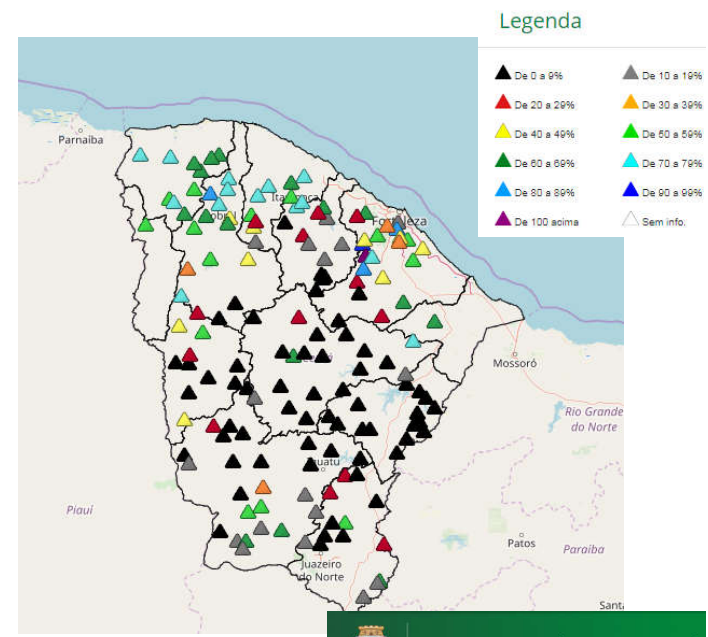 Legenda
De 0 a 9%
De 10 a 19%
De 20 a 29%
De 30 a 39%
De 40 a 49%
De 50 a 59%
De 60 a 69%
De 70 a 79%
De 80 a 89%
De 90 a 99%
De 100 acima
Sem info.
Parnaíba
Mossoró
Rio Grande
do Norte
Piauí
Patos
Paraíba
Juazeiro
do Norte